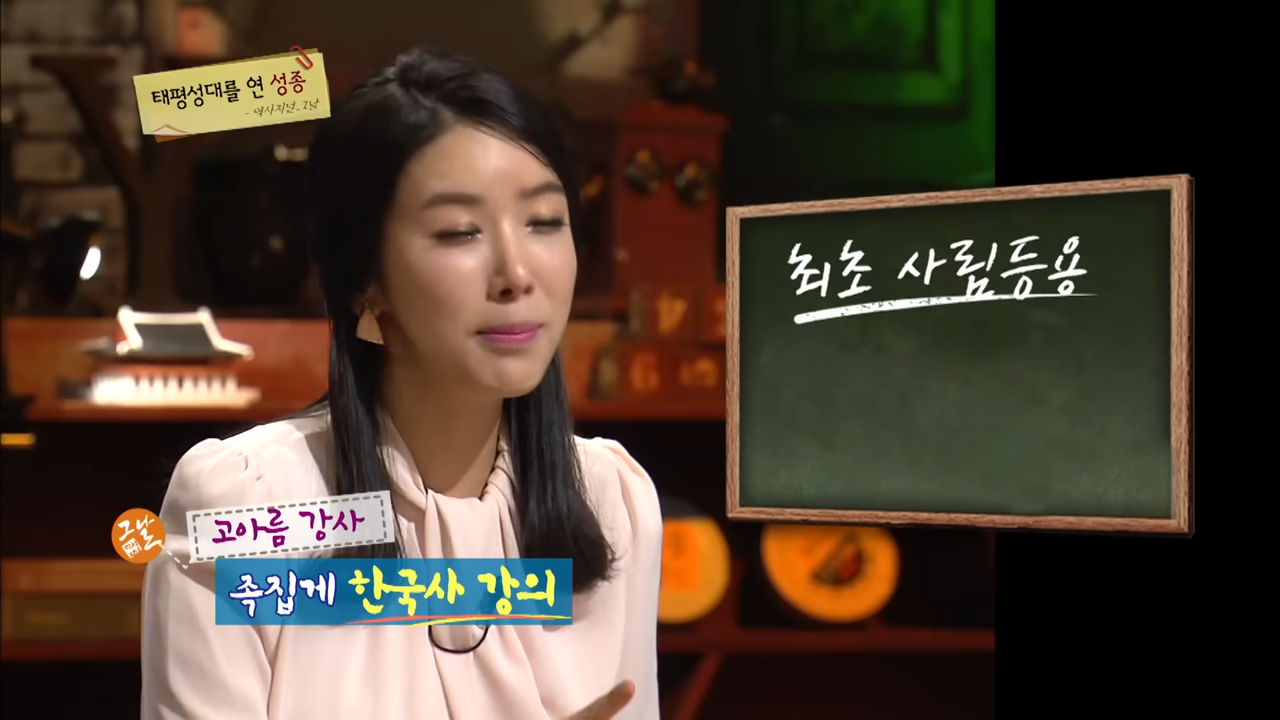 태평성대를 연 성종
- 역사저널_그날
최초 사림등용
그날
고아름 강사
족집게 한국사 강의